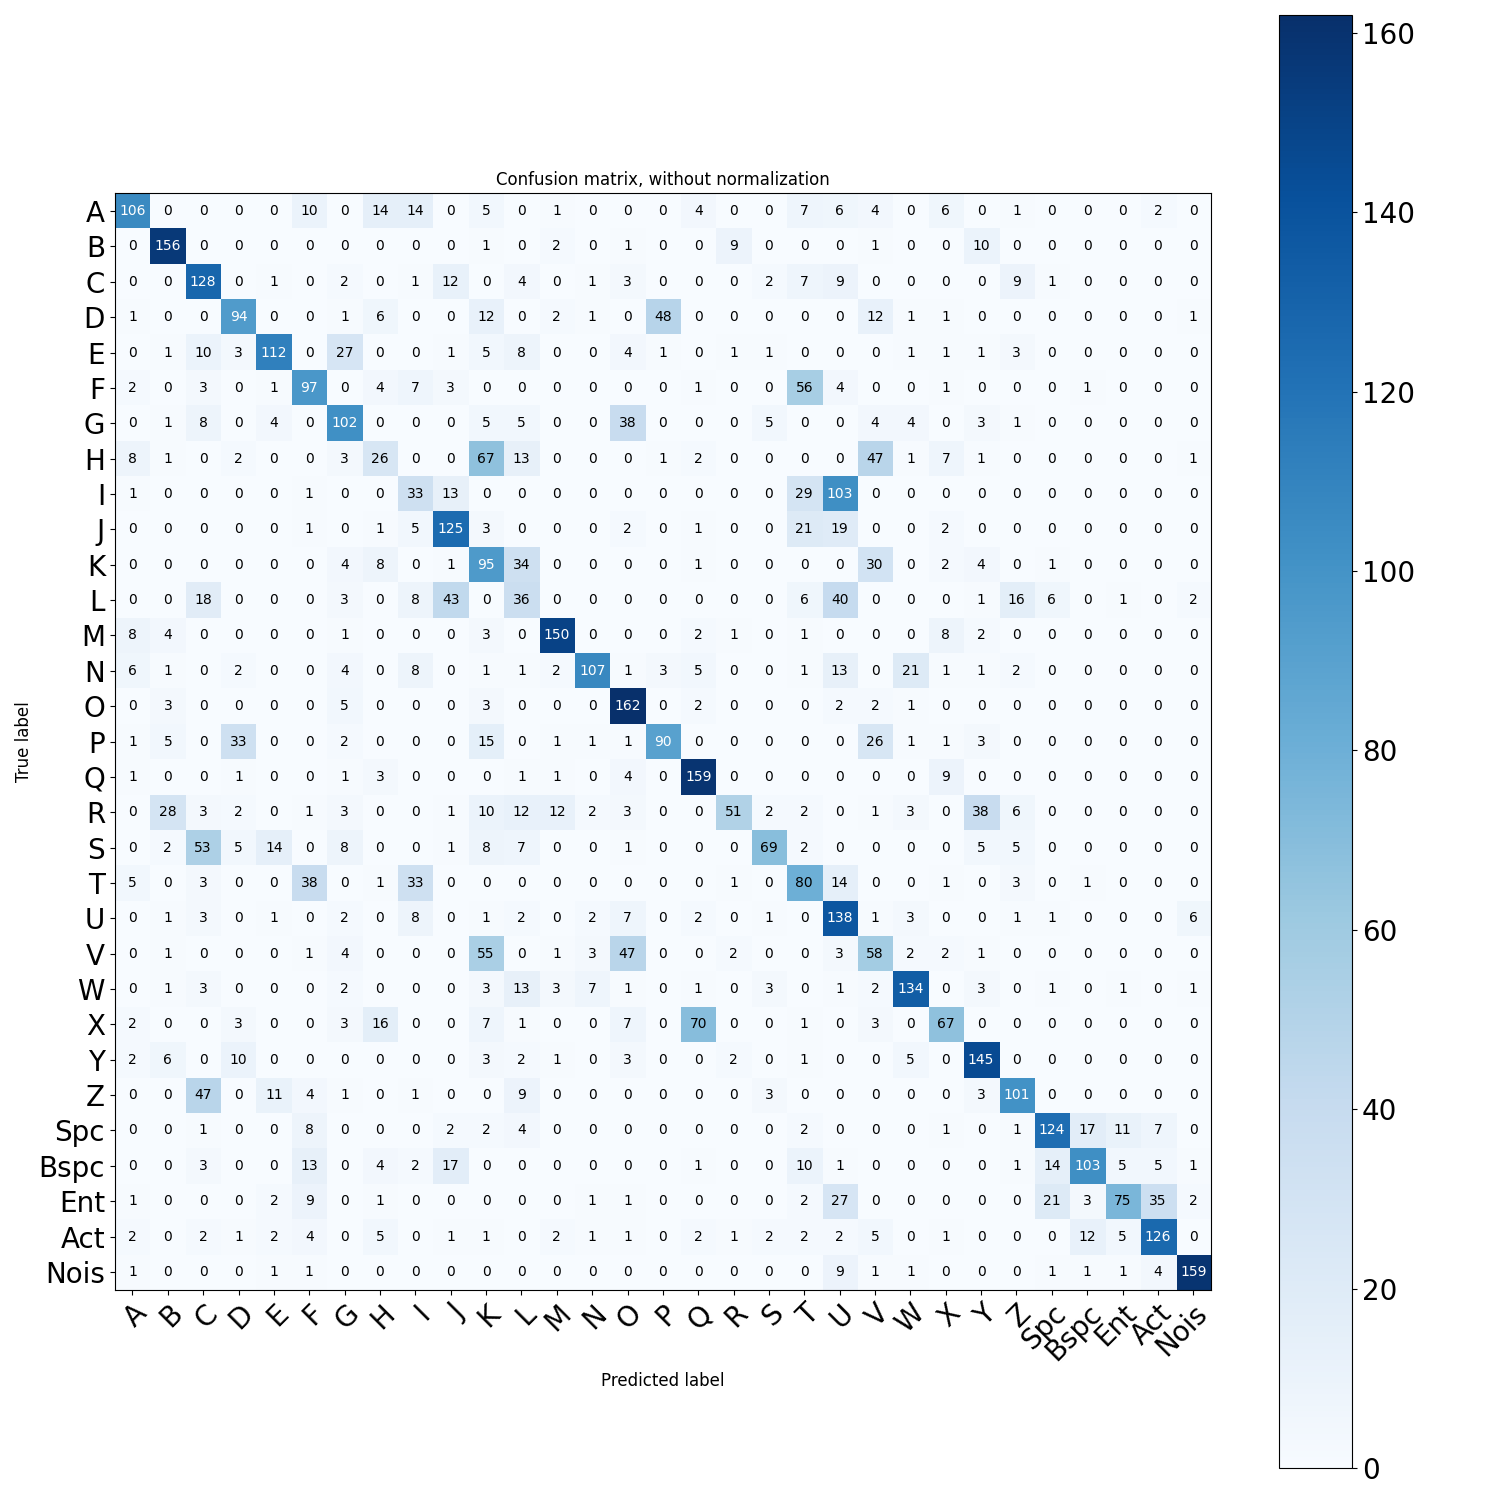 Confusion matrix, without normalization
A 106 0 0 0 0 10 0 14 14 0 5 0 1 0 0 0 4 0 0 7 6 4 0 6 0 1 0 0 0 2 0
B 0 156 0 0 0 0 0 0 0 0 1 0 2 0 1 0 0 9 0 0 0 1 0 0 10 0 0 0 0 0 0
C 0 0 128 0 1 0 2 0 1 12 0 4 0 1 3 0 0 0 2 7 9 0 0 0 0 9 1 0 0 0 0
D 1 0 0 94 0 0 1 6 0 0 12 0 2 1 0 48 0 0 0 0 0 12 1 1 0 0 0 0 0 0 1
E 0 1 10 3 112 0 27 0 0 1 5 8 0 0 4 1 0 1 1 0 0 0 1 1 1 3 0 0 0 0 0
F 2 0 3 0 1 97 0 4 7 3 0 0 0 0 0 0 1 0 0 56 4 0 0 1 0 0 0 1 0 0 0
G 0 1 8 0 4 0 102 0 0 0 5 5 0 0 38 0 0 0 5 0 0 4 4 0 3 1 0 0 0 0 0
H 8 1 0 2 0 0 3 26 0 0 67 13 0 0 0 1 2 0 0 0 0 47 1 7 1 0 0 0 0 0 1
I 1 0 0 0 0 1 0 0 33 13 0 0 0 0 0 0 0 0 0 29 103 0 0 0 0 0 0 0 0 0 0
J 0 0 0 0 0 1 0 1 5 125 3 0 0 0 2 0 1 0 0 21 19 0 0 2 0 0 0 0 0 0 0
K 0 0 0 0 0 0 4 8 0 1 95 34 0 0 0 0 1 0 0 0 0 30 0 2 4 0 1 0 0 0 0
L 0 0 18 0 0 0 3 0 8 43 0 36 0 0 0 0 0 0 0 6 40 0 0 0 1 16 6 0 1 0 2
M 8 4 0 0 0 0 1 0 0 0 3 0 150 0 0 0 2 1 0 1 0 0 0 8 2 0 0 0 0 0 0
N 6 1 0 2 0 0 4 0 8 0 1 1 2 107 1 3 5 0 0 1 13 0 21 1 1 2 0 0 0 0 0
O 0 3 0 0 0 0 5 0 0 0 3 0 0 0 162 0 2 0 0 0 2 2 1 0 0 0 0 0 0 0 0
P 1 5 0 33 0 0 2 0 0 0 15 0 1 1 1 90 0 0 0 0 0 26 1 1 3 0 0 0 0 0 0
Q 1 0 0 1 0 0 1 3 0 0 0 1 1 0 4 0 159 0 0 0 0 0 0 9 0 0 0 0 0 0 0
R 0 28 3 2 0 1 3 0 0 1 10 12 12 2 3 0 0 51 2 2 0 1 3 0 38 6 0 0 0 0 0
S 0 2 53 5 14 0 8 0 0 1 8 7 0 0 1 0 0 0 69 2 0 0 0 0 5 5 0 0 0 0 0
T 5 0 3 0 0 38 0 1 33 0 0 0 0 0 0 0 0 1 0 80 14 0 0 1 0 3 0 1 0 0 0
U 0 1 3 0 1 0 2 0 8 0 1 2 0 2 7 0 2 0 1 0 138 1 3 0 0 1 1 0 0 0 6
V 0 1 0 0 0 1 4 0 0 0 55 0 1 3 47 0 0 2 0 0 3 58 2 2 1 0 0 0 0 0 0
W 0 1 3 0 0 0 2 0 0 0 3 13 3 7 1 0 1 0 3 0 1 2 134 0 3 0 1 0 1 0 1
X 2 0 0 3 0 0 3 16 0 0 7 1 0 0 7 0 70 0 0 1 0 3 0 67 0 0 0 0 0 0 0
Y 2 6 0 10 0 0 0 0 0 0 3 2 1 0 3 0 0 2 0 1 0 0 5 0 145 0 0 0 0 0 0
Z 0 0 47 0 11 4 1 0 1 0 0 9 0 0 0 0 0 0 3 0 0 0 0 0 3 101 0 0 0 0 0
Spc 0 0 1 0 0 8 0 0 0 2 2 4 0 0 0 0 0 0 0 2 0 0 0 1 0 1 124 17 11 7 0
Bspc 0 0 3 0 0 13 0 4 2 17 0 0 0 0 0 0 1 0 0 10 1 0 0 0 0 1 14 103 5 5 1
Ent 1 0 0 0 2 9 0 1 0 0 0 0 0 1 1 0 0 0 0 2 27 0 0 0 0 0 21 3 75 35 2
Act 2 0 2 1 2 4 0 5 0 1 1 0 2 1 1 0 2 1 2 2 2 5 0 1 0 0 0 12 5 126 0
Nois 1 0 0 0 1 1 0 0 0 0 0 0 0 0 0 0 0 0 0 0 9 1 1 0 0 0 1 1 1 4 159
A B C D E F G H I J K L M N O P Q R S T U V W X Y Z Spc Bspc Ent Act Nois
Predicted label
True label
160
140
120
100
80
60
40
20
0